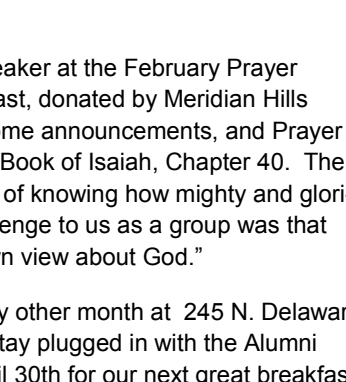 eaker at the February Prayer
ast, donated by Meridian Hills
ome announcements, and Prayer
Book of Isaiah, Chapter 40.  The
of knowing how mighty and glori
enge to us as a group was that
n view about God.”
y other month at  245 N. Delawar
tay plugged in with the Alumni
il 30th for our next great breakfas